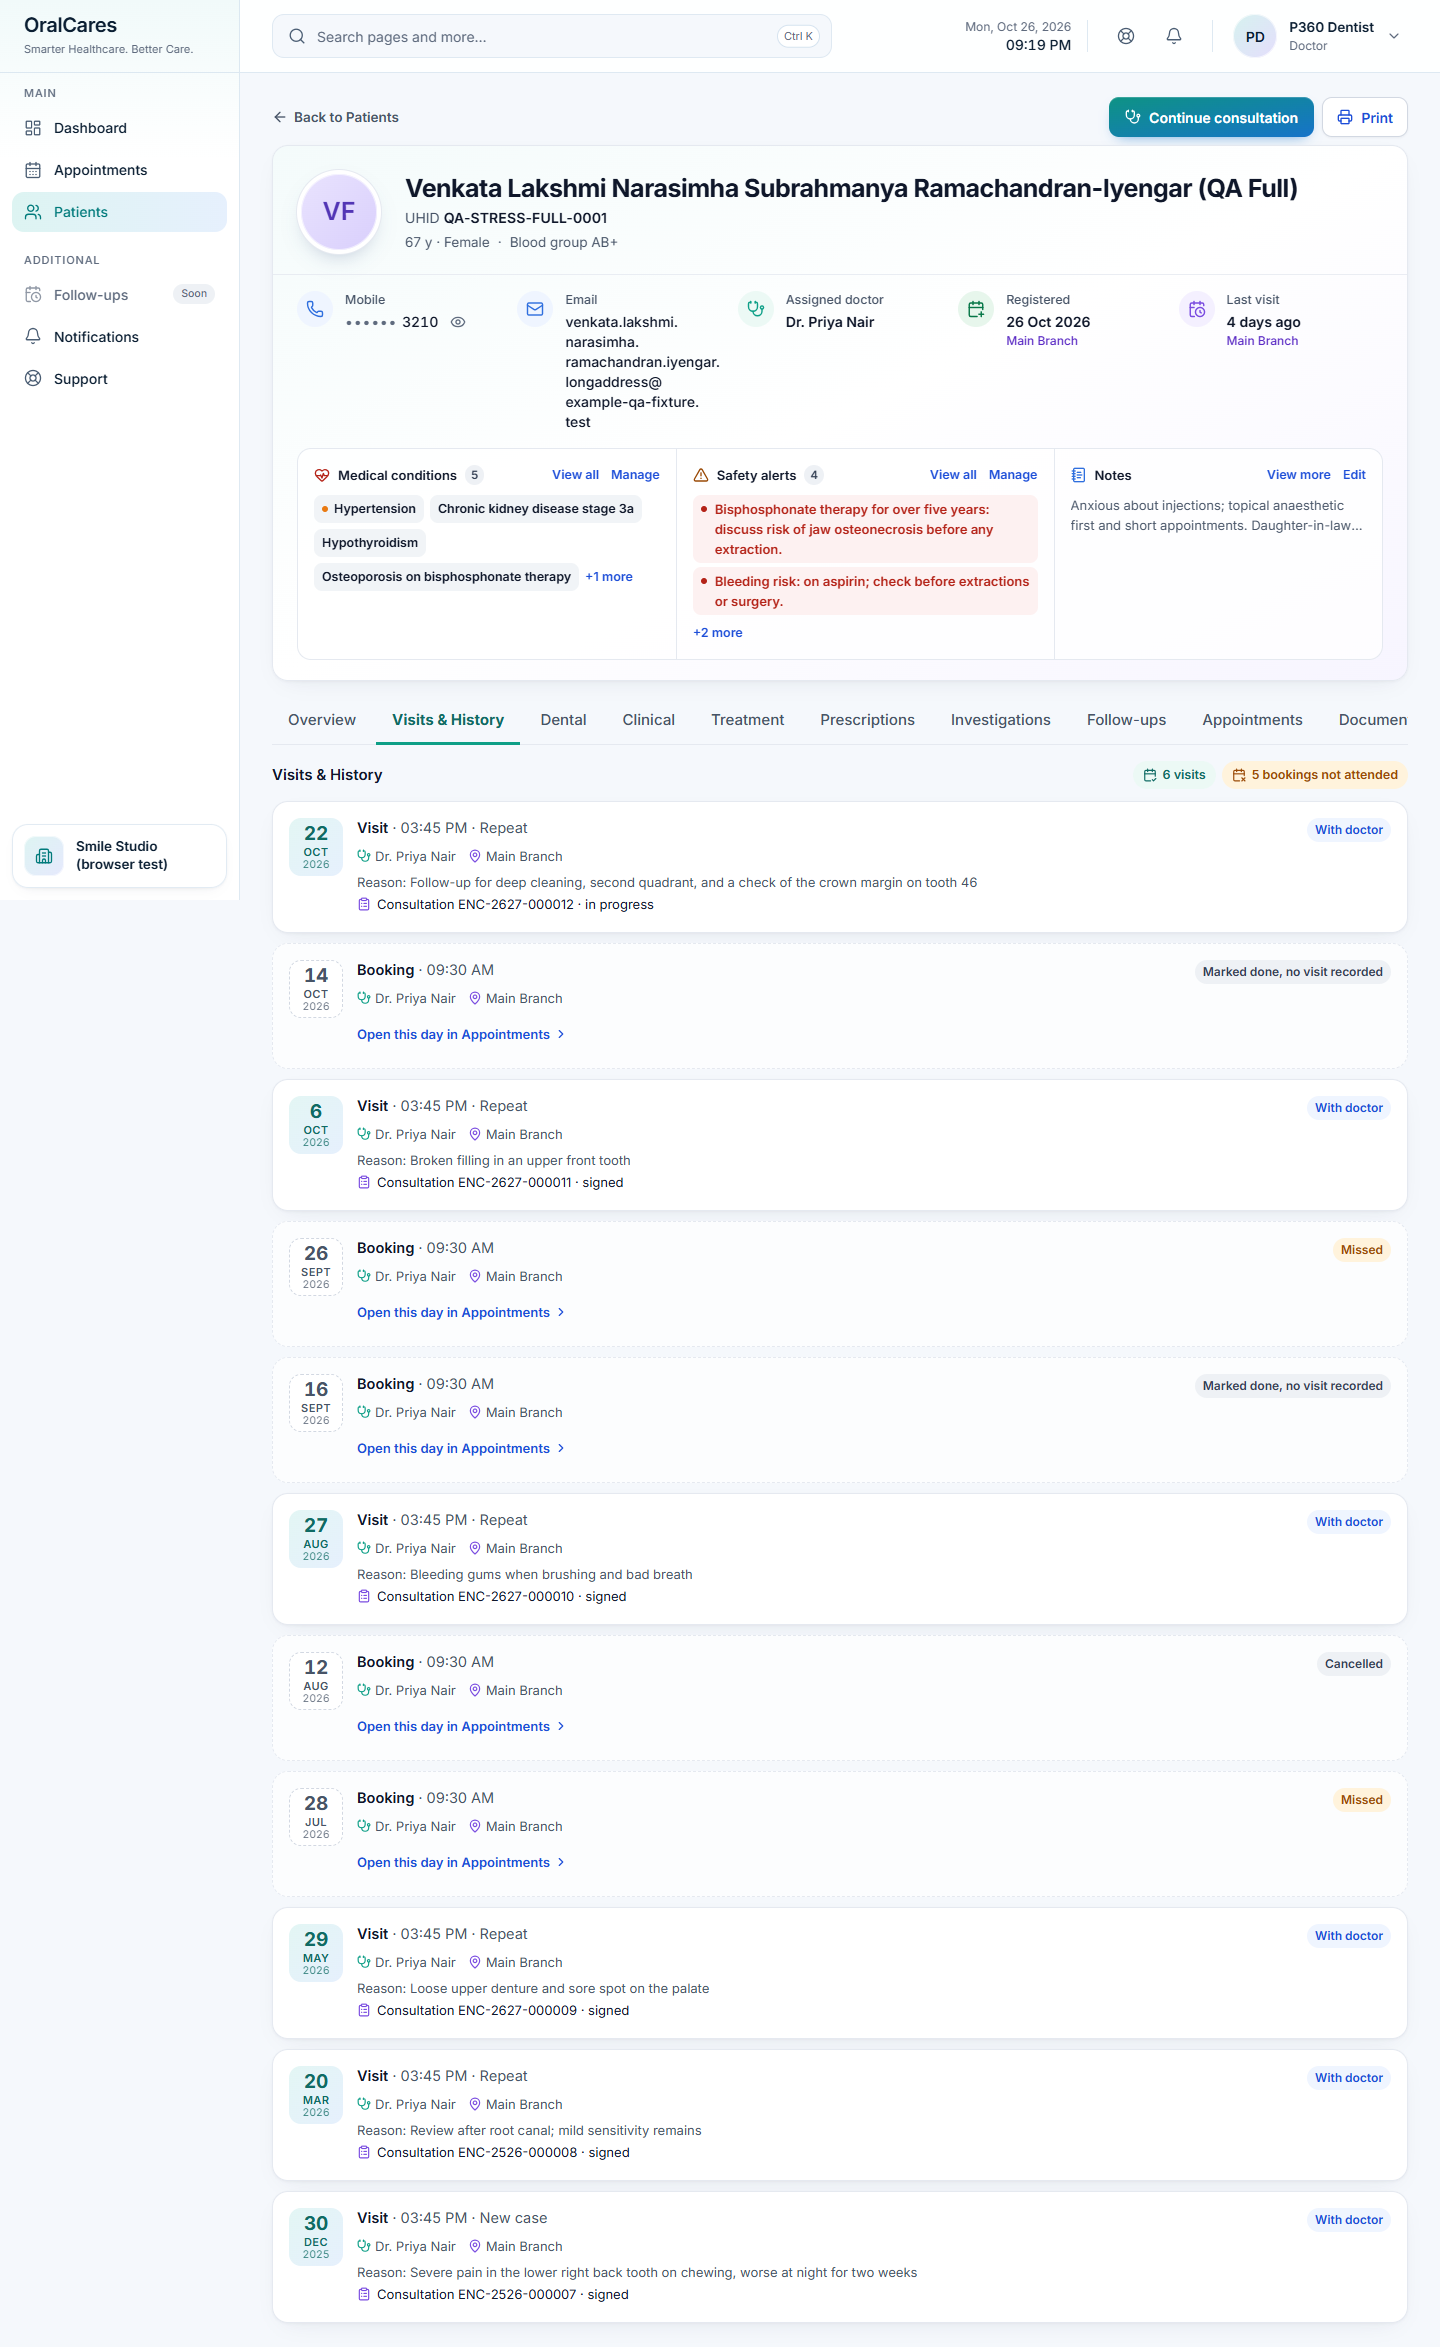 OralCares
Smarter Healthcare. Better Care.
Search pages and more...
Ctrl K
Mon, Oct 26, 2026
09:19 PM
PD
P360 Dentist
Doctor
MAIN
Dashboard
Appointments
Patients
ADDITIONAL
Follow-ups
Soon
Notifications
Support
Smile Studio
(browser test)
Back to Patients
Continue consultation
Print
VF
Venkata Lakshmi Narasimha Subrahmanya Ramachandran-Iyengar (QA Full)
UHID QA-STRESS-FULL-0001
67 y · Female · Blood group AB+
Mobile
•••••• 3210
Email
venkata.lakshmi.
narasimha.
ramachandran.iyengar.
longaddress@
example-qa-fixture.
test
Assigned doctor
Dr. Priya Nair
Registered
26 Oct 2026
Main Branch
Last visit
4 days ago
Main Branch
Medical conditions 5 View all Manage
Hypertension
Chronic kidney disease stage 3a
Hypothyroidism
Osteoporosis on bisphosphonate therapy
+1 more
Safety alerts 4 View all Manage
Bisphosphonate therapy for over five years:
discuss risk of jaw osteonecrosis before any
extraction.
Bleeding risk: on aspirin; check before extractions
or surgery.
+2 more
Notes View more Edit
Anxious about injections; topical anaesthetic
first and short appointments. Daughter-in-law...
Overview Visits & History Dental Clinical Treatment Prescriptions Investigations Follow-ups Appointments Documen
Visits & History
6 visits
5 bookings not attended
22
OCT
2026
Visit · 03:45 PM · Repeat
With doctor
Dr. Priya Nair Main Branch
Reason: Follow-up for deep cleaning, second quadrant, and a check of the crown margin on tooth 46
Consultation ENC-2627-000012 · in progress
14
OCT
2026
Booking · 09:30 AM
Marked done, no visit recorded
Dr. Priya Nair Main Branch
Open this day in Appointments
6
OCT
2026
Visit · 03:45 PM · Repeat
With doctor
Dr. Priya Nair Main Branch
Reason: Broken filling in an upper front tooth
Consultation ENC-2627-000011 · signed
26
SEPT
2026
Booking · 09:30 AM
Missed
Dr. Priya Nair Main Branch
Open this day in Appointments
16
SEPT
2026
Booking · 09:30 AM
Marked done, no visit recorded
Dr. Priya Nair Main Branch
Open this day in Appointments
27
AUG
2026
Visit · 03:45 PM · Repeat
With doctor
Dr. Priya Nair Main Branch
Reason: Bleeding gums when brushing and bad breath
Consultation ENC-2627-000010 · signed
12
AUG
2026
Booking · 09:30 AM
Cancelled
Dr. Priya Nair Main Branch
Open this day in Appointments
28
JUL
2026
Booking · 09:30 AM
Missed
Dr. Priya Nair Main Branch
Open this day in Appointments
29
MAY
2026
Visit · 03:45 PM · Repeat
With doctor
Dr. Priya Nair Main Branch
Reason: Loose upper denture and sore spot on the palate
Consultation ENC-2627-000009 · signed
20
MAR
2026
Visit · 03:45 PM · Repeat
With doctor
Dr. Priya Nair Main Branch
Reason: Review after root canal; mild sensitivity remains
Consultation ENC-2526-000008 · signed
30
DEC
2025
Visit · 03:45 PM · New case
With doctor
Dr. Priya Nair Main Branch
Reason: Severe pain in the lower right back tooth on chewing, worse at night for two weeks
Consultation ENC-2526-000007 · signed